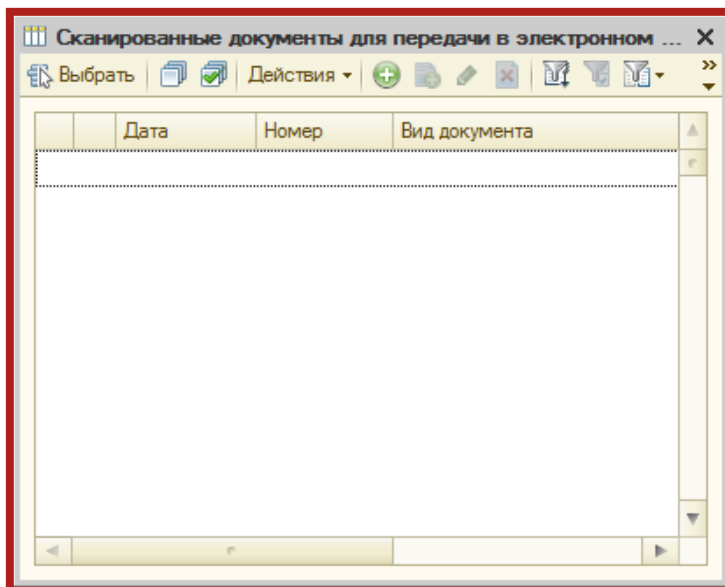 Сканированные документы для передачи в электронном ...
Выбрать Действия
Дата Номер Вид документа